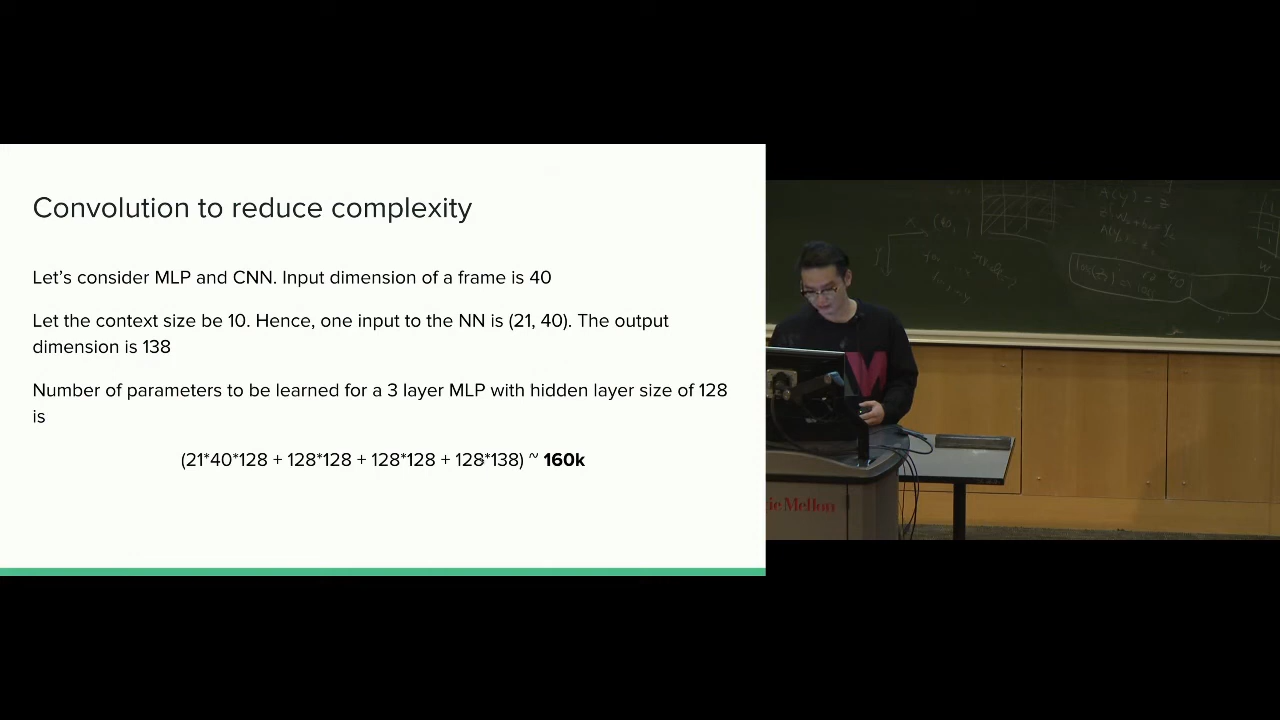 Convolution to reduce complexity
Let's consider MLP and CNN. Input dimension of a frame is 40
Let the context size be 10. Hence, one input to the NN is (21, 40). The output
dimension is 138
Number of parameters to be learned for a 3 layer MLP with hidden layer size of 128
is
(21*40*128 + 128*128 + 128*128 + 128*138) ~ 160k
Mellon